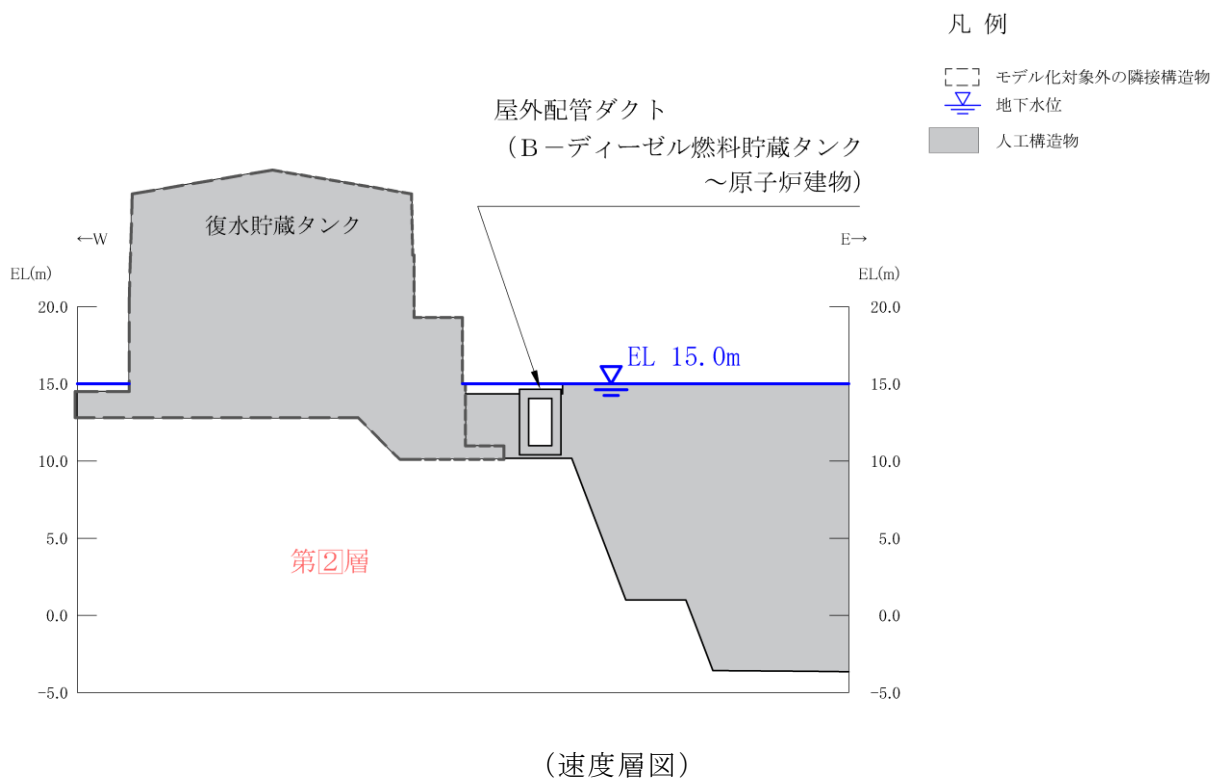 凡 例
モデル化対象外の隣接構造物
地下水位
人工構造物
屋外配管ダクト
（B－ディーゼル燃料貯蔵タンク
～原子炉建物）
復水貯蔵タンク
←W
E→
EL(m)
EL(m)
20.0
20.0
EL 15.0m
15.0
15.0
10.0
10.0
5.0
5.0
第2層
0.0
0.0
−5.0
−5.0
（速度層図）